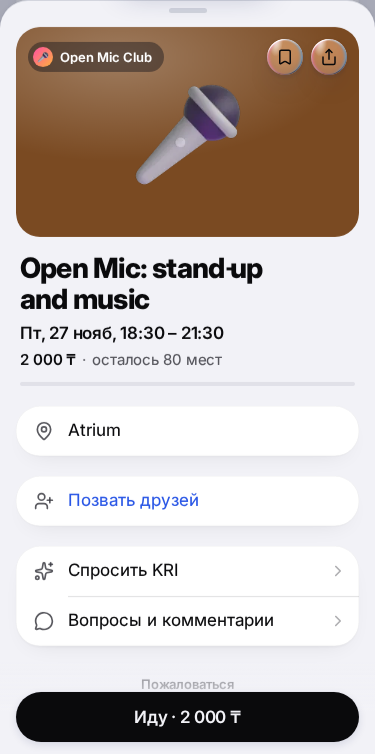 Open Mic Club
Open Mic: stand-up
and music
Пт, 27 нояб, 18:30 – 21:30
2 000 ₸ · осталось 80 мест
Atrium
Позвать друзей
Спросить KRI
Вопросы и комментарии
Пожаловаться
Иду · 2 000 ₸